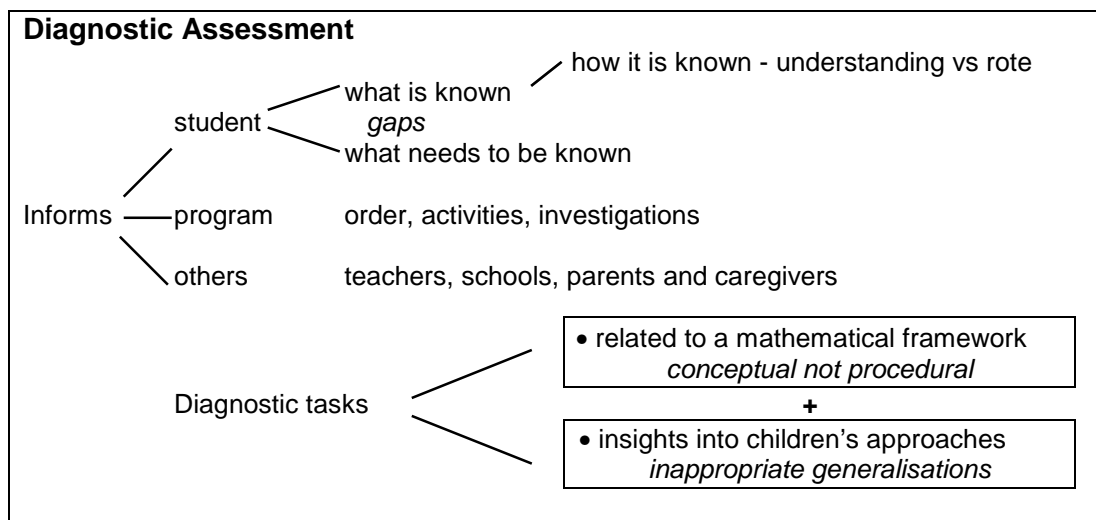 Diagnostic Assessment
how it is known - understanding vs rote
what is known
student gaps
what needs to be known
Informs program order, activities, investigations
others teachers, schools, parents and caregivers
• related to a mathematical framework
conceptual not procedural
Diagnostic tasks +
• insights into children’s approaches
inappropriate generalisations